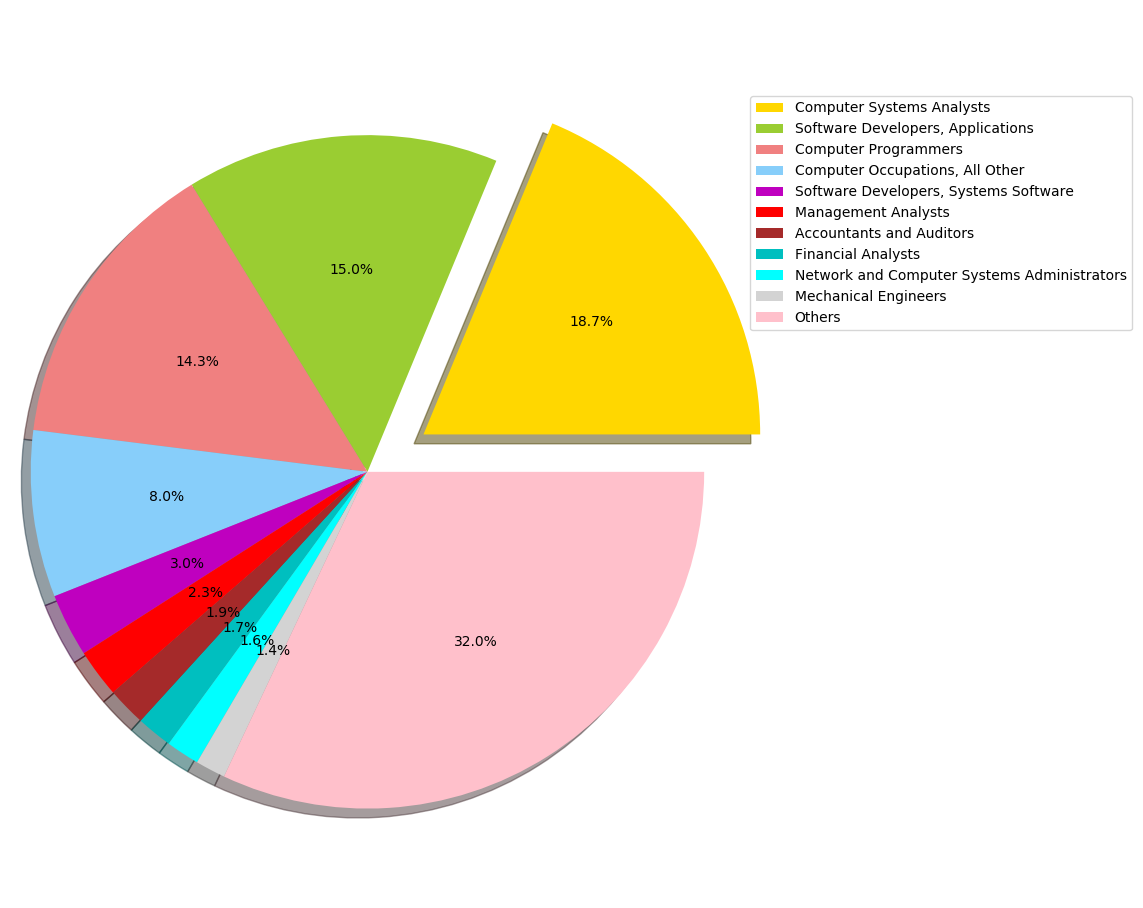 Computer Systems Analysts
Software Developers, Applications
Computer Programmers
Computer Occupations, All Other
Software Developers, Systems Software
Management Analysts
Accountants and Auditors
Financial Analysts
Network and Computer Systems Administrators
Mechanical Engineers
Others
18.7%
15.0%
14.3%
8.0%
3.0%
2.3%
1.9%
1.7%
1.6%
1.4%
32.0%